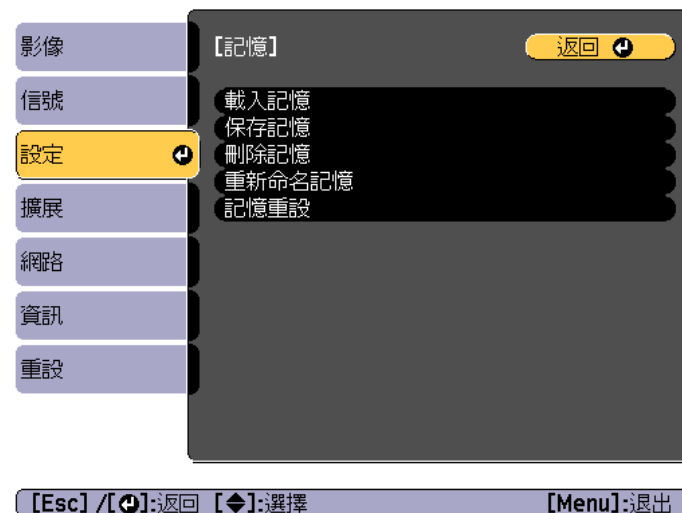 影像
信號
設定
擴展
網路
資訊
重設
[記憶]
返回
載入記憶
保存記憶
刪除記憶
重新命名記憶
記憶重設
[Esc] /[ ]:返回 [ ]:選擇 [Menu]:退出